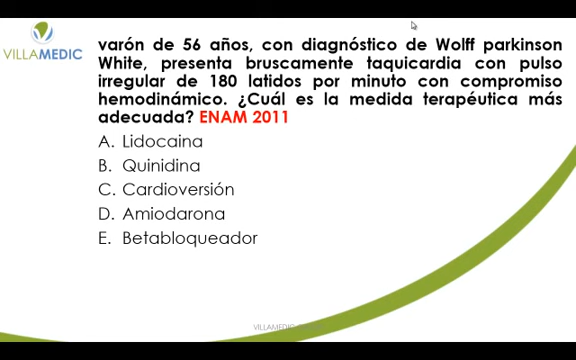 VILLAMEDIC
varón de 56 años, con diagnóstico de Wolff parkinson
White, presenta bruscamente taquicardia con pulso
irregular de 180 latidos por minuto con compromiso
hemodinámico. ¿Cuál es la medida terapéutica más
adecuada? ENAM 2011
A. Lidocaina
B. Quinidina
C. Cardioversión
D. Amiodarona
E. Betabloqueador
VILLAMEDIC